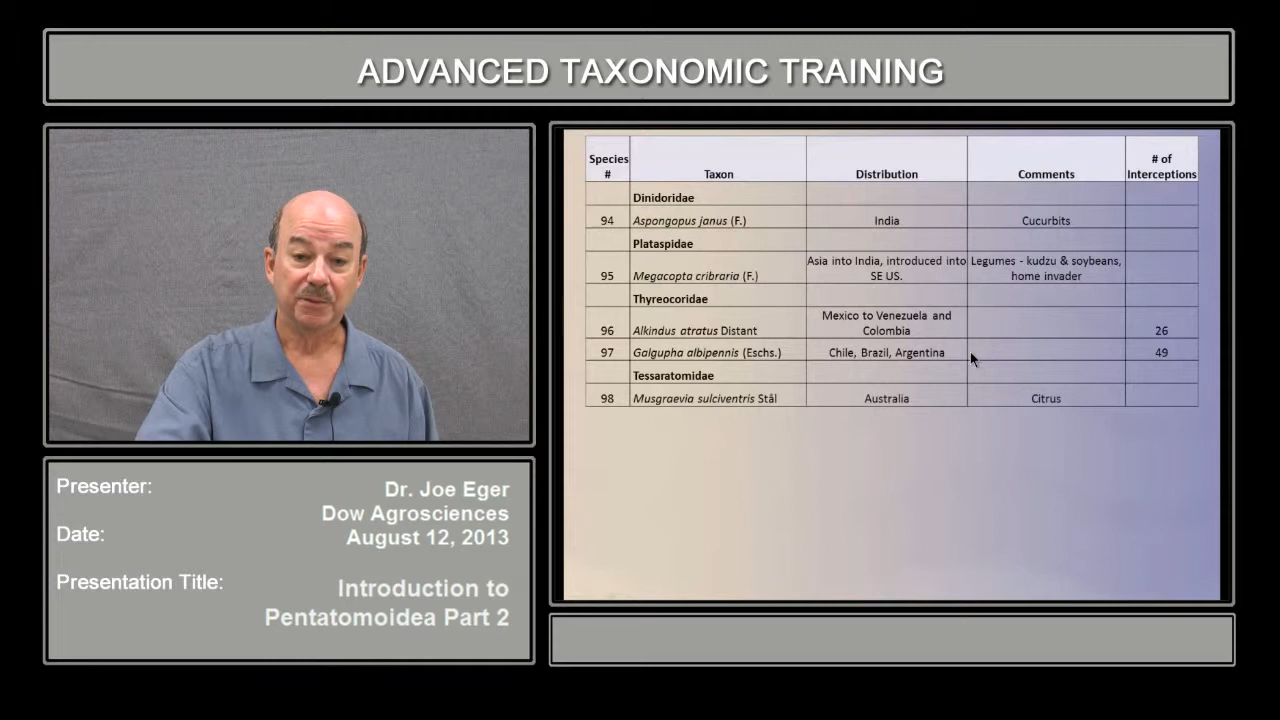 ADVANCED TAXONOMIC TRAINING
Species # Taxon Distribution Comments # of Interceptions
Dinidoridae
94 Aspongopus janus (F.) India Cucurbits
Plataspidae
95 Megacopta cribraria (F.) Asia into India, introduced into SE US. Legumes - kudzu & soybeans, home invader
Thyreocoridae
96 Alkindus atratus Distant Mexico to Venezuela and Colombia 26
97 Galgupha albipennis (Eschs.) Chile, Brazil, Argentina 49
Tessaratomidae
98 Musgraevia sulciventris Stål Australia Citrus
Presenter: Dr. Joe Eger
Dow Agrosciences
Date: August 12, 2013
Presentation Title: Introduction to
Pentatomoidea Part 2